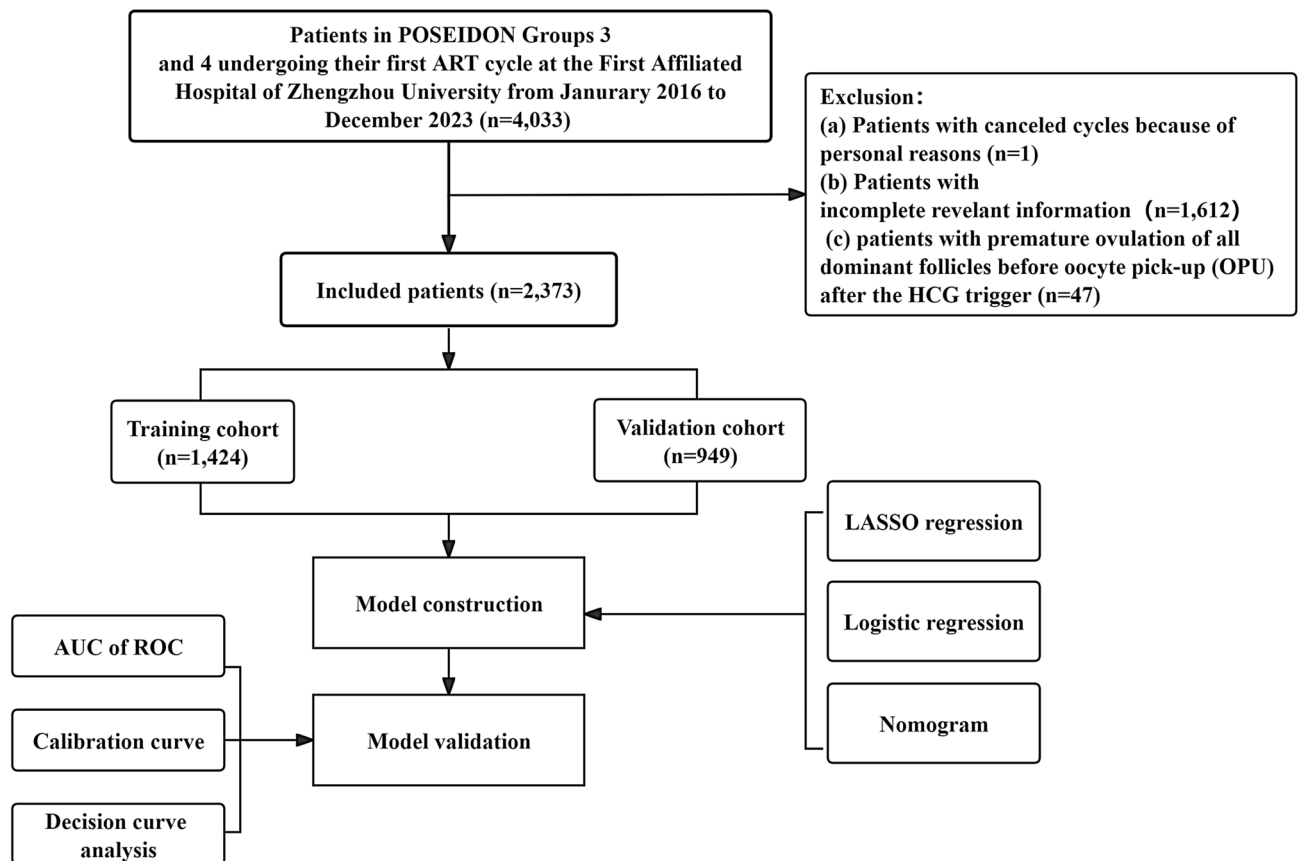 Patients in POSEIDON Groups 3
and 4 undergoing their first ART cycle at the First Affiliated
Hospital of Zhengzhou University from Janurary 2016 to
December 2023 (n=4,033)
Exclusion：
(a) Patients with canceled cycles because of
personal reasons (n=1)
(b) Patients with
incomplete revelant information（n=1,612）
(c) patients with premature ovulation of all
dominant follicles before oocyte pick-up (OPU)
after the HCG trigger (n=47)
Included patients (n=2,373)
Training cohort
(n=1,424)
Validation cohort
(n=949)
LASSO regression
Logistic regression
Nomogram
Model construction
AUC of ROC
Calibration curve
Decision curve
analysis
Model validation